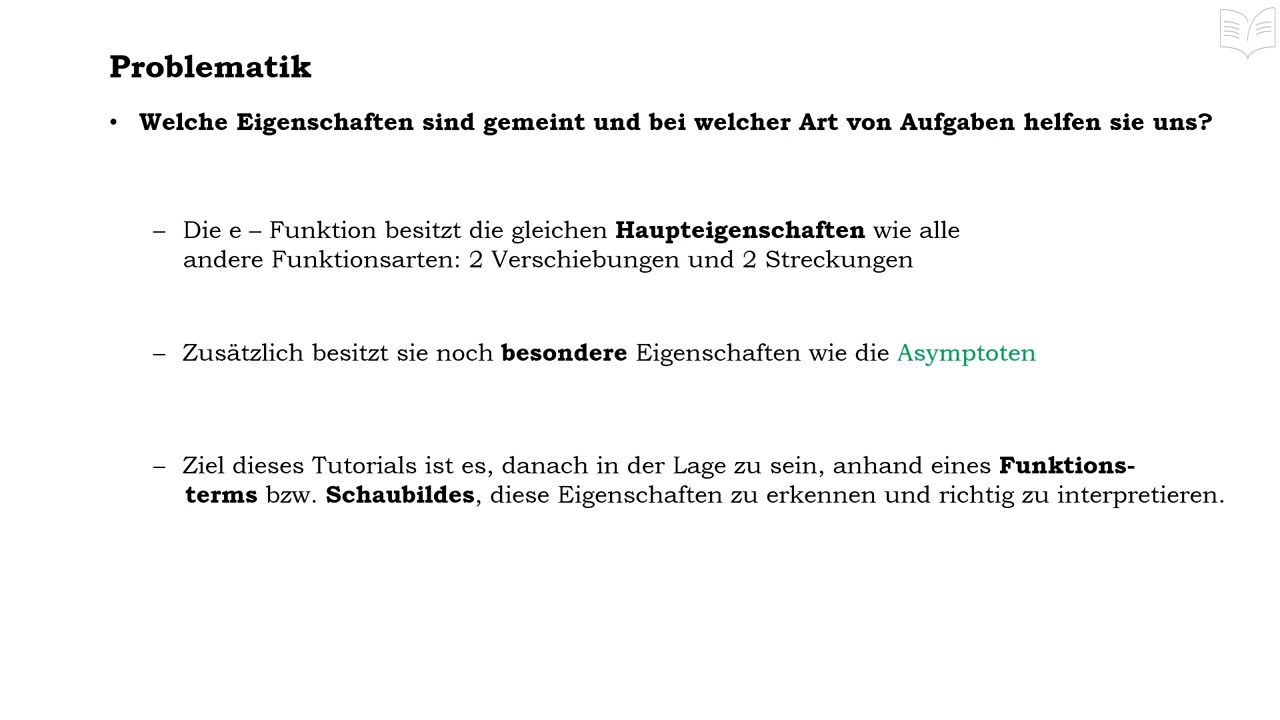 Problematik
• Welche Eigenschaften sind gemeint und bei welcher Art von Aufgaben helfen sie uns?
– Die e – Funktion besitzt die gleichen Haupteigenschaften wie alle
andere Funktionsarten: 2 Verschiebungen und 2 Streckungen
– Zusätzlich besitzt sie noch besondere Eigenschaften wie die Asymptoten
– Ziel dieses Tutorials ist es, danach in der Lage zu sein, anhand eines Funktions-
terms bzw. Schaubildes, diese Eigenschaften zu erkennen und richtig zu interpretieren.